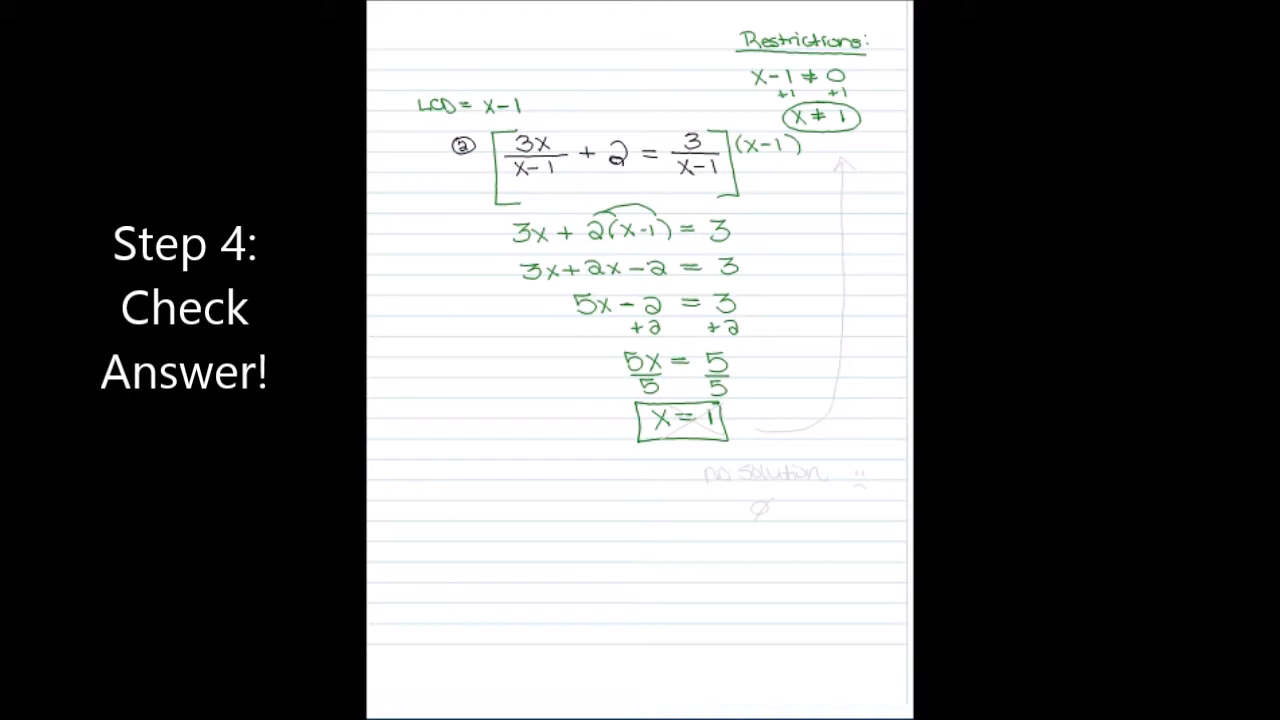 Step 4:
Check
Answer!
Restrictions:
x-1 ≠ 0
+1 +1
x ≠ 1
LCD = x-1
② [3x/(x-1) + 2 = 3/(x-1)] (x-1)
3x + 2(x-1) = 3
3x+2x-2 = 3
5x - 2 = 3
+2 +2
5x/5 = 5/5
x = 1
no solution :(
∅